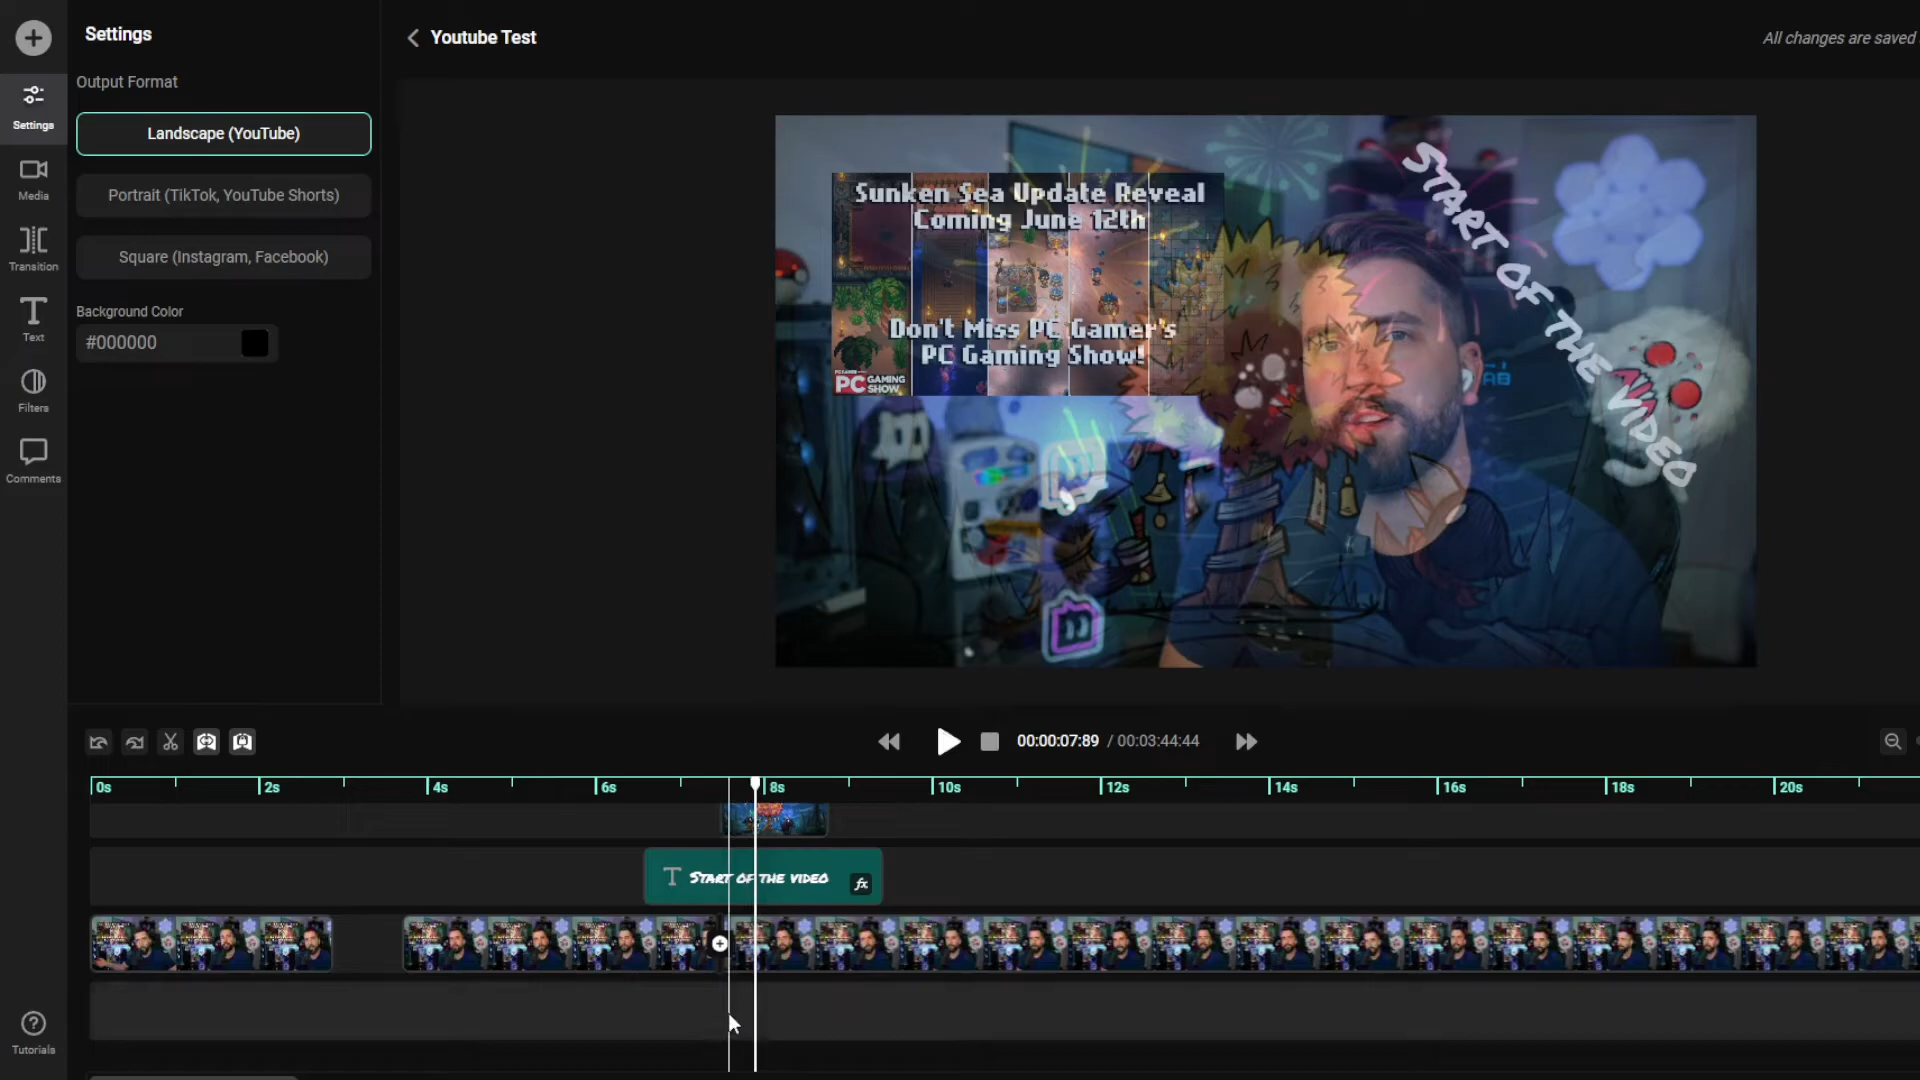 Settings
Youtube Test
All changes are saved
Output Format
Settings
Landscape (YouTube)
Media
Portrait (TikTok, YouTube Shorts)
Transition
Square (Instagram, Facebook)
Background Color
#000000
Text
Filters
Comments
Tutorials
Sunken Sea Update Reveal
Coming June 12th
Don't Miss PC Gamer's
PC Gaming Show!
PC GAMING
SHOW
START OF THE VIDEO
AB
00:00:07:89 / 00:03:44:44
0s 2s 4s 6s 8s 10s 12s 14s 16s 18s 20s
T START OF THE VIDEO fx